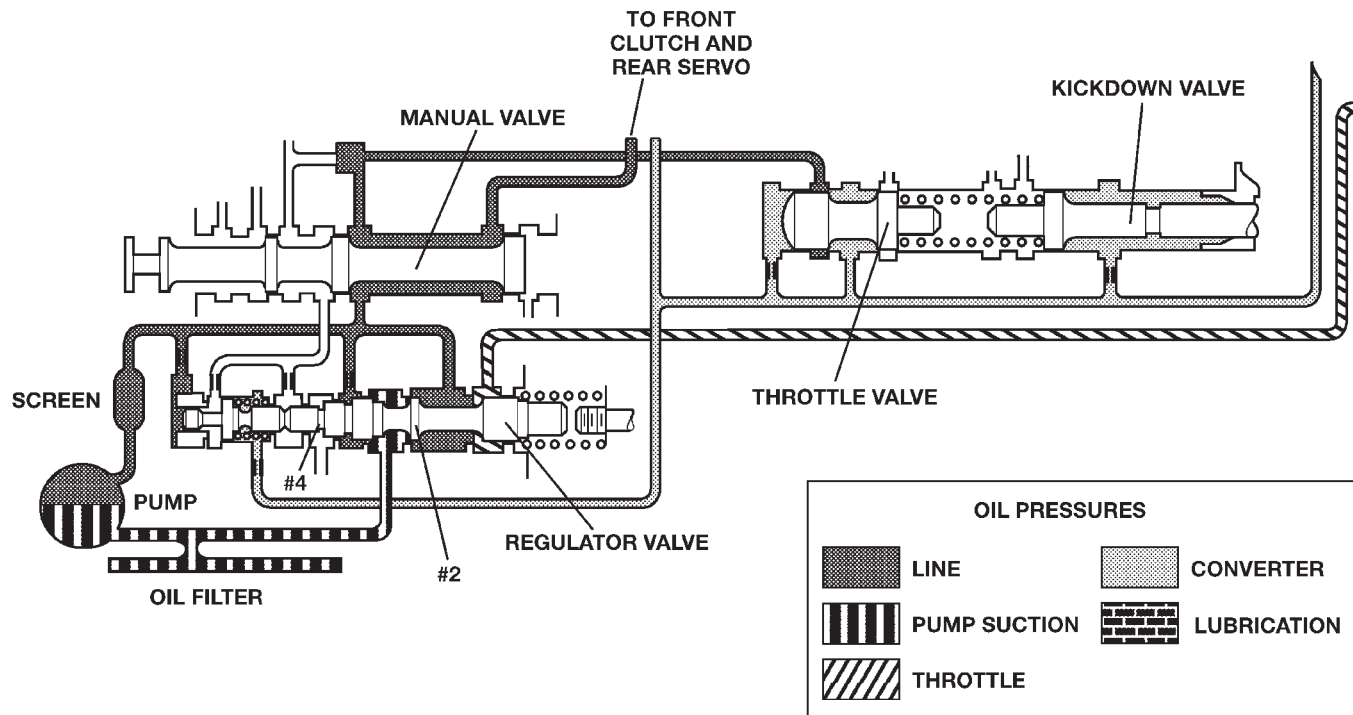 TO FRONT
CLUTCH AND
REAR SERVO
KICKDOWN VALVE
MANUAL VALVE
THROTTLE VALVE
SCREEN
#4
PUMP
REGULATOR VALVE
#2
OIL FILTER
OIL PRESSURES
LINE
CONVERTER
PUMP SUCTION
LUBRICATION
THROTTLE